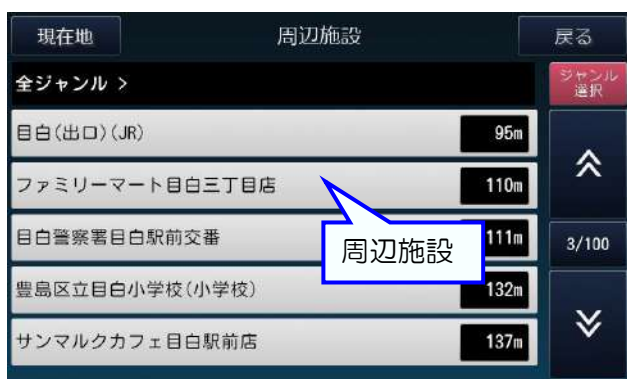 現在地
周辺施設
戻る
全ジャンル >
ジャンル
選択
目白(出口)(JR)
95m
ファミリーマート目白三丁目店
110m
目白警察署目白駅前交番
111m
周辺施設
3/100
豊島区立目白小学校(小学校)
132m
サンマルクカフェ目白駅前店
137m